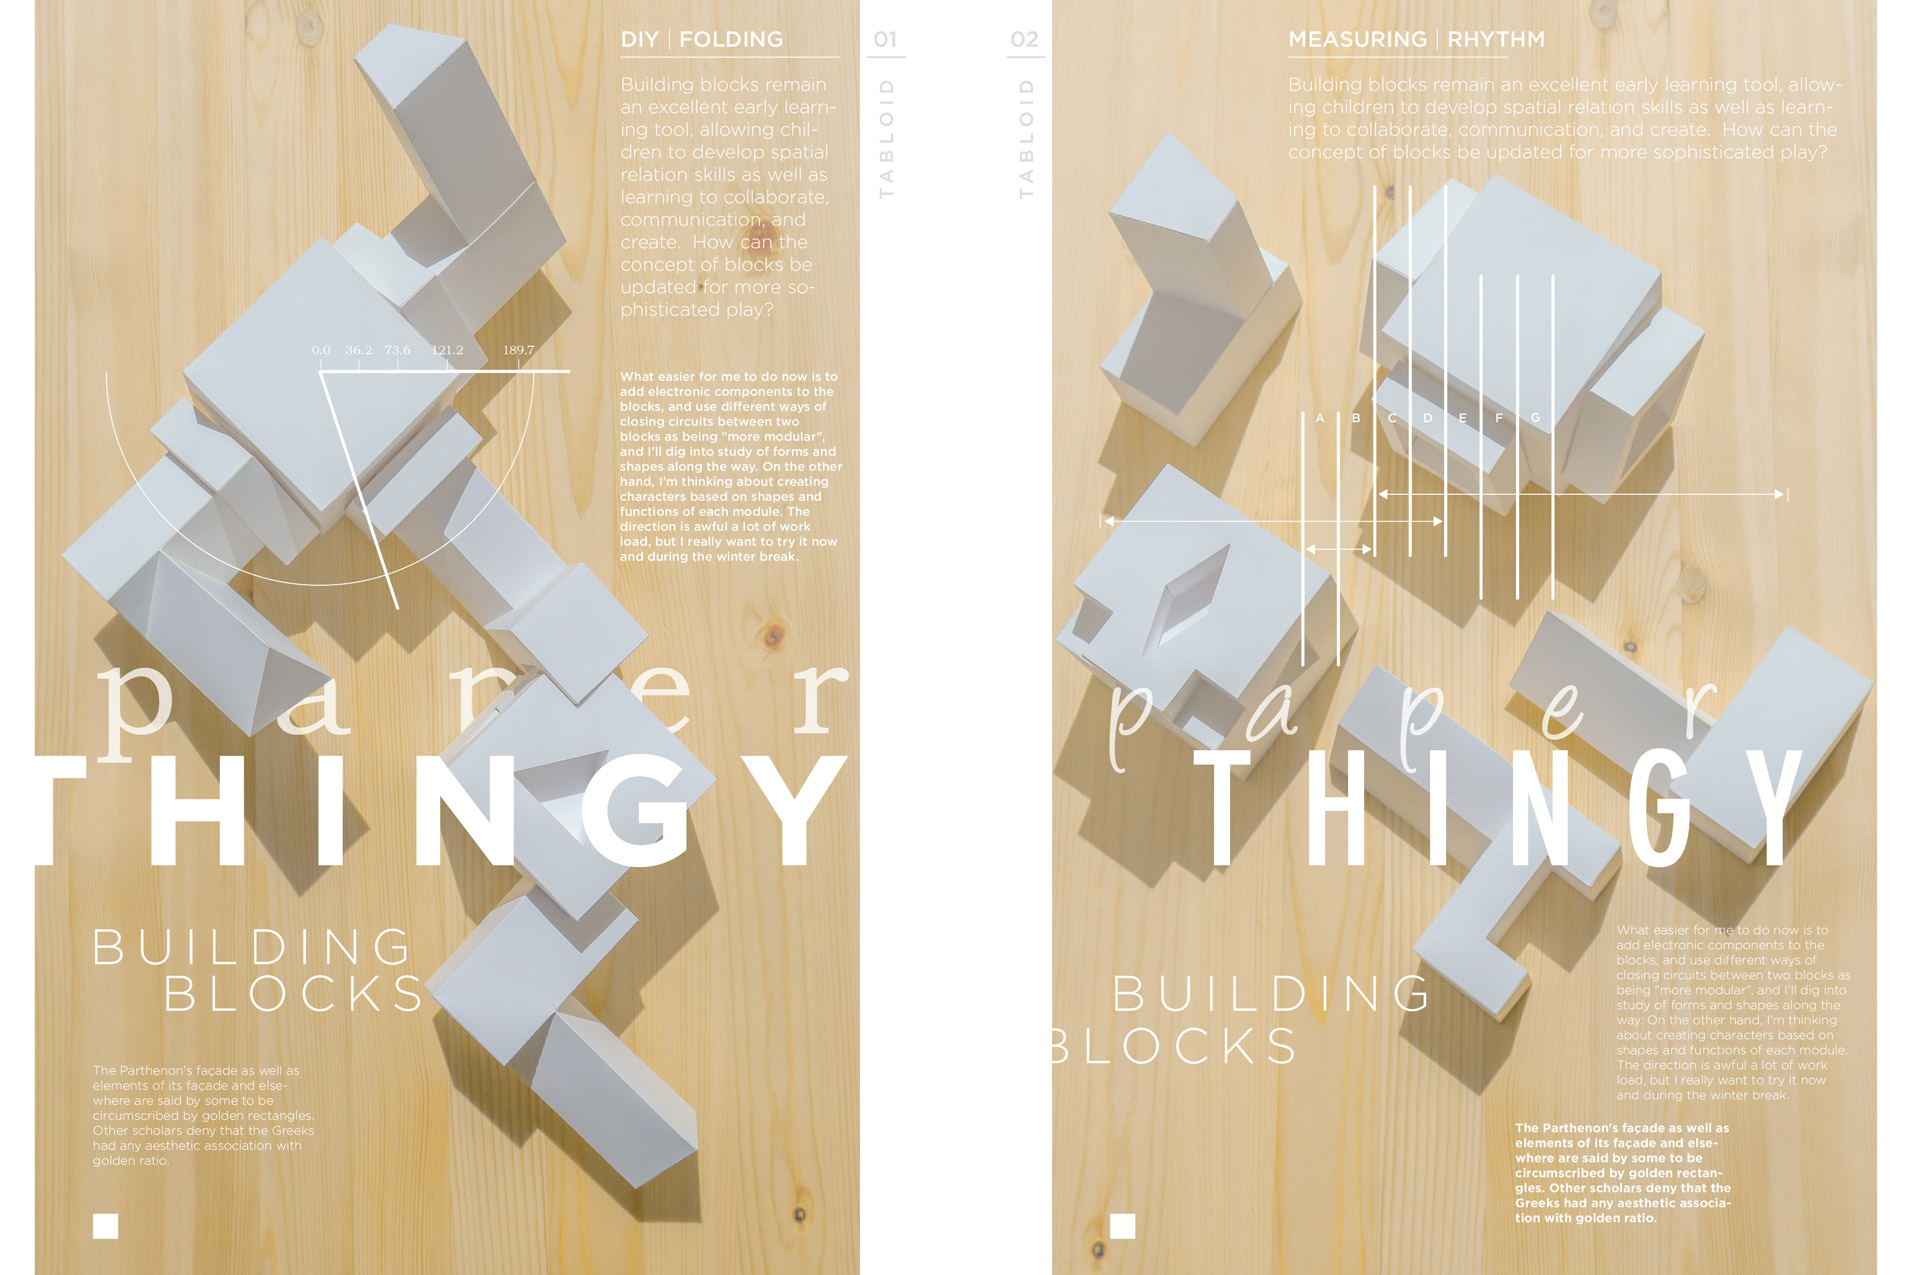 DIY | FOLDING
01
TABLOID
Building blocks remain
an excellent early learn-
ing tool, allowing chil-
dren to develop spatial
relation skills as well as
learning to collaborate,
communication, and
create.  How can the
concept of blocks be
updated for more so-
phisticated play?
0.0 36.2 73.6 121.2 189.7
What easier for me to do now is to
add electronic components to the
blocks, and use different ways of
closing circuits between two
blocks as being "more modular",
and I'll dig into study of forms and
shapes along the way. On the other
hand, I'm thinking about creating
characters based on shapes and
functions of each module. The
direction is awful a lot of work
load, but I really want to try it now
and during the winter break.
paper
THINGY
BUILDING
BLOCKS
The Parthenon's façade as well as
elements of its façade and else-
where are said by some to be
circumscribed by golden rectangles.
Other scholars deny that the Greeks
had any aesthetic association with
golden ratio.
02
TABLOID
MEASURING | RHYTHM
Building blocks remain an excellent early learning tool, allow-
ing children to develop spatial relation skills as well as learn-
ing to collaborate, communication, and create.  How can the
concept of blocks be updated for more sophisticated play?
A B C D E F G
paper
THINGY
BUILDING
BLOCKS
What easier for me to do now is to
add electronic components to the
blocks, and use different ways of
closing circuits between two blocks as
being "more modular", and I'll dig into
study of forms and shapes along the
way. On the other hand, I'm thinking
about creating characters based on
shapes and functions of each module.
The direction is awful a lot of work
load, but I really want to try it now
and during the winter break.
The Parthenon's façade as well as
elements of its façade and else-
where are said by some to be
circumscribed by golden rectan-
gles. Other scholars deny that the
Greeks had any aesthetic associa-
tion with golden ratio.